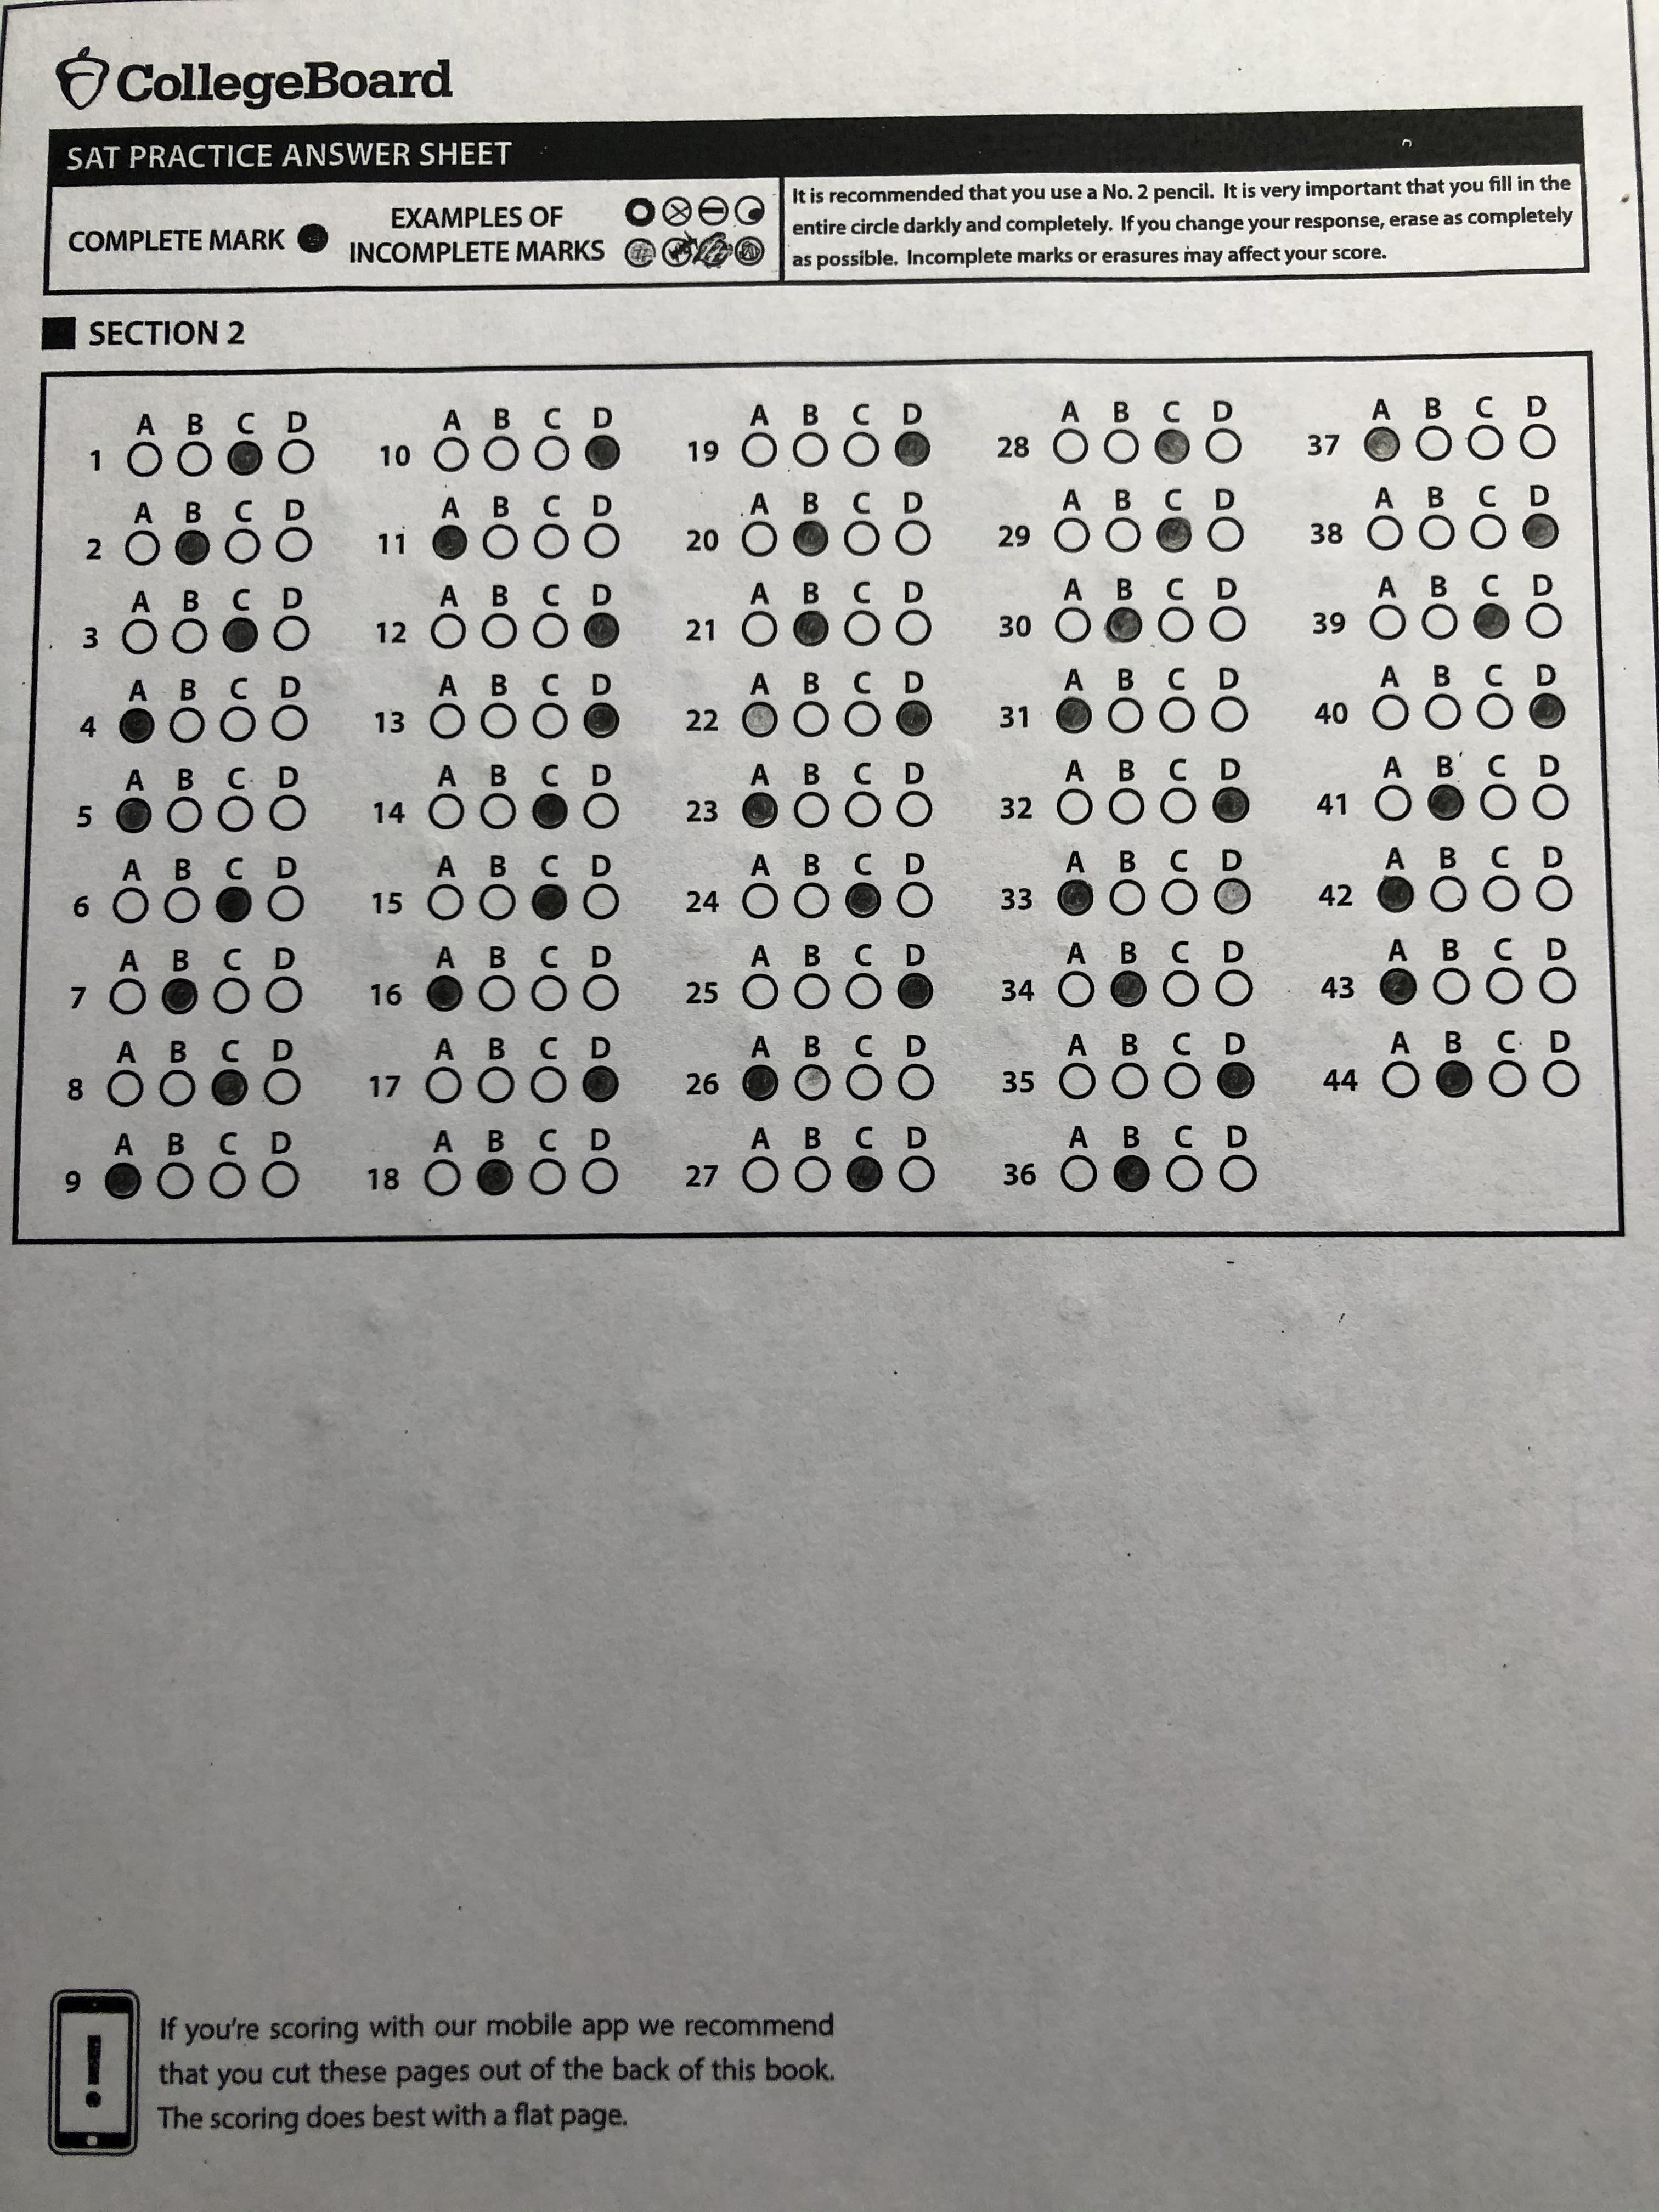 CollegeBoard
SAT PRACTICE ANSWER SHEET
COMPLETE MARK
EXAMPLES OF
INCOMPLETE MARKS
It is recommended that you use a No. 2 pencil. It is very important that you fill in the
entire circle darkly and completely. If you change your response, erase as completely
as possible. Incomplete marks or erasures may affect your score.
SECTION 2
A B C D
1
A B C D
2
A B C D
3
A B C D
4
A B C D
5
A B C D
6
A B C D
7
A B C D
8
A B C D
9
A B C D
10
A B C D
11
A B C D
12
A B C D
13
A B C D
14
A B C D
15
A B C D
16
A B C D
17
A B C D
18
A B C D
19
A B C D
20
A B C D
21
A B C D
22
A B C D
23
A B C D
24
A B C D
25
A B C D
26
A B C D
27
A B C D
28
A B C D
29
A B C D
30
A B C D
31
A B C D
32
A B C D
33
A B C D
34
A B C D
35
A B C D
36
A B C D
37
A B C D
38
A B C D
39
A B C D
40
A B C D
41
A B C D
42
A B C D
43
A B C D
44
If you're scoring with our mobile app we recommend
that you cut these pages out of the back of this book.
The scoring does best with a flat page.